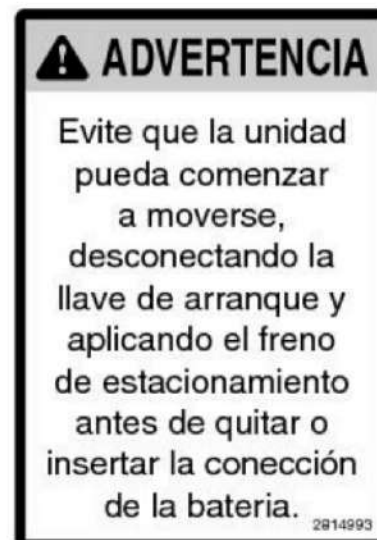 ADVERTENCIA
Evite que la unidad
pueda comenzar
a moverse,
desconectando la
llave de arranque y
aplicando el freno
de estacionamiento
antes de quitar o
insertar la conección
de la bateria.
2814993